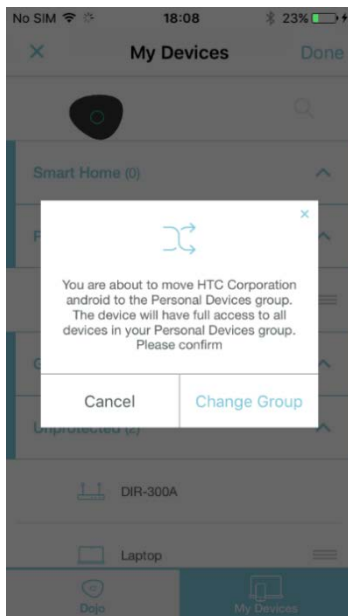 No SIM 18:08 23%
My Devices Done
Smart Home (0)
You are about to move HTC Corporation
android to the Personal Devices group.
The device will have full access to all
devices in your Personal Devices group.
Please confirm
Cancel Change Group
Unprotected (2)
DIR-300A
Laptop
Dojo My Devices